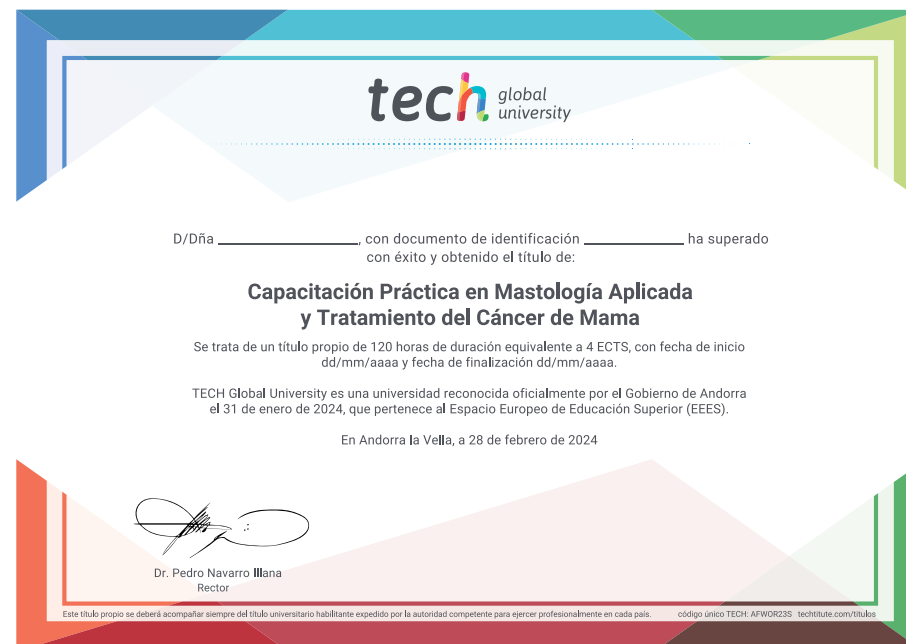 tech global university
D/Dña ____________________, con documento de identificación ______________ ha superado
con éxito y obtenido el título de:
Capacitación Práctica en Mastología Aplicada
y Tratamiento del Cáncer de Mama
Se trata de un título propio de 120 horas de duración equivalente a 4 ECTS, con fecha de inicio
dd/mm/aaaa y fecha de finalización dd/mm/aaaa.
TECH Global University es una universidad reconocida oficialmente por el Gobierno de Andorra
el 31 de enero de 2024, que pertenece al Espacio Europeo de Educación Superior (EEES).
En Andorra la Vella, a 28 de febrero de 2024
Dr. Pedro Navarro Illana
Rector
Este título propio se deberá acompañar siempre del título universitario habilitante expedido por la autoridad competente para ejercer profesionalmente en cada país. código único TECH: AFWOR23S techtitute.com/titulos